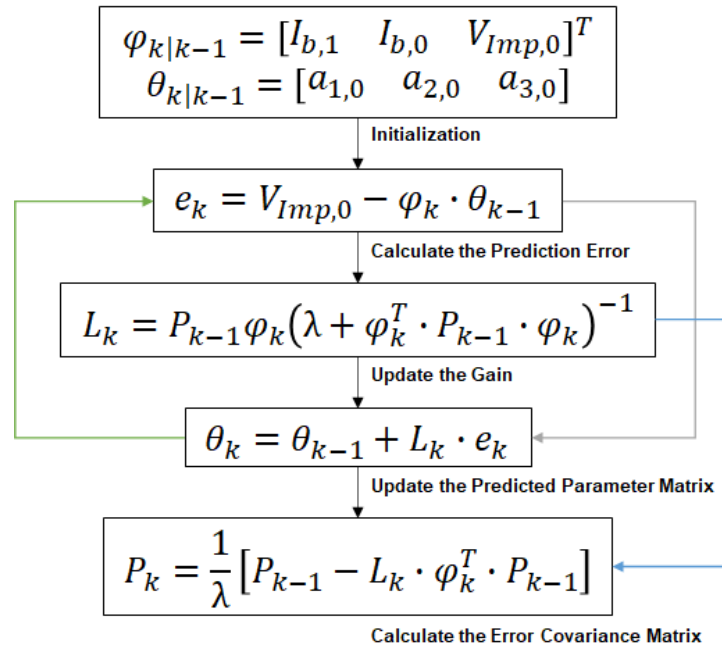 φ_{k|k−1} = [I_{b,1} I_{b,0} V_{Imp,0}]^T
θ_{k|k−1} = [a_{1,0} a_{2,0} a_{3,0}]
Initialization
e_k = V_{Imp,0} − φ_k · θ_{k−1}
Calculate the Prediction Error
L_k = P_{k−1}φ_k(λ + φ_k^T · P_{k−1} · φ_k)^{−1}
Update the Gain
θ_k = θ_{k−1} + L_k · e_k
Update the Predicted Parameter Matrix
P_k = \frac{1}{λ}[P_{k−1} − L_k · φ_k^T · P_{k−1}]
Calculate the Error Covariance Matrix